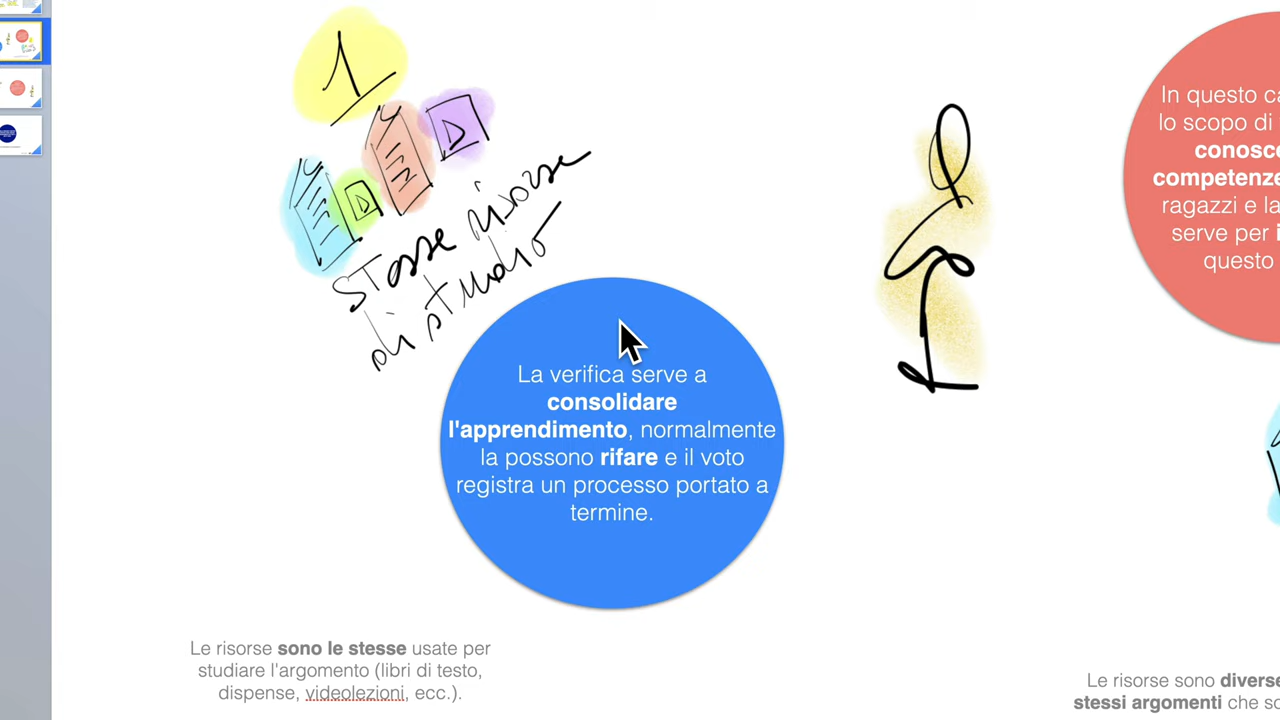 1
stesse risorse
di studio
La verifica serve a
consolidare
l'apprendimento, normalmente
la possono rifare e il voto
registra un processo portato a
termine.
Le risorse sono le stesse usate per
studiare l'argomento (libri di testo,
dispense, videolezioni, ecc.).
In questo ca
lo scopo di
conosce
competenze
ragazzi e la
serve per i
questo
Le risorse sono diverse
stessi argomenti che so